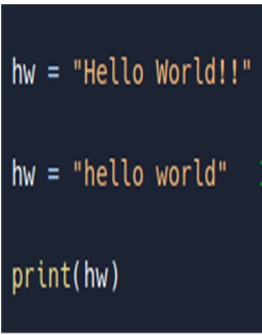 hw = "Hello World!!"
hw = "hello world"
print(hw)